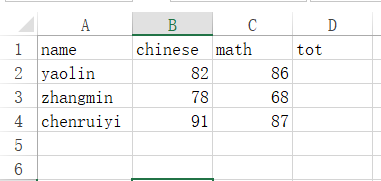 A B C D
1 name chinese math tot
2 yaolin 82 86
3 zhangmin 78 68
4 chenruiyi 91 87
5
6